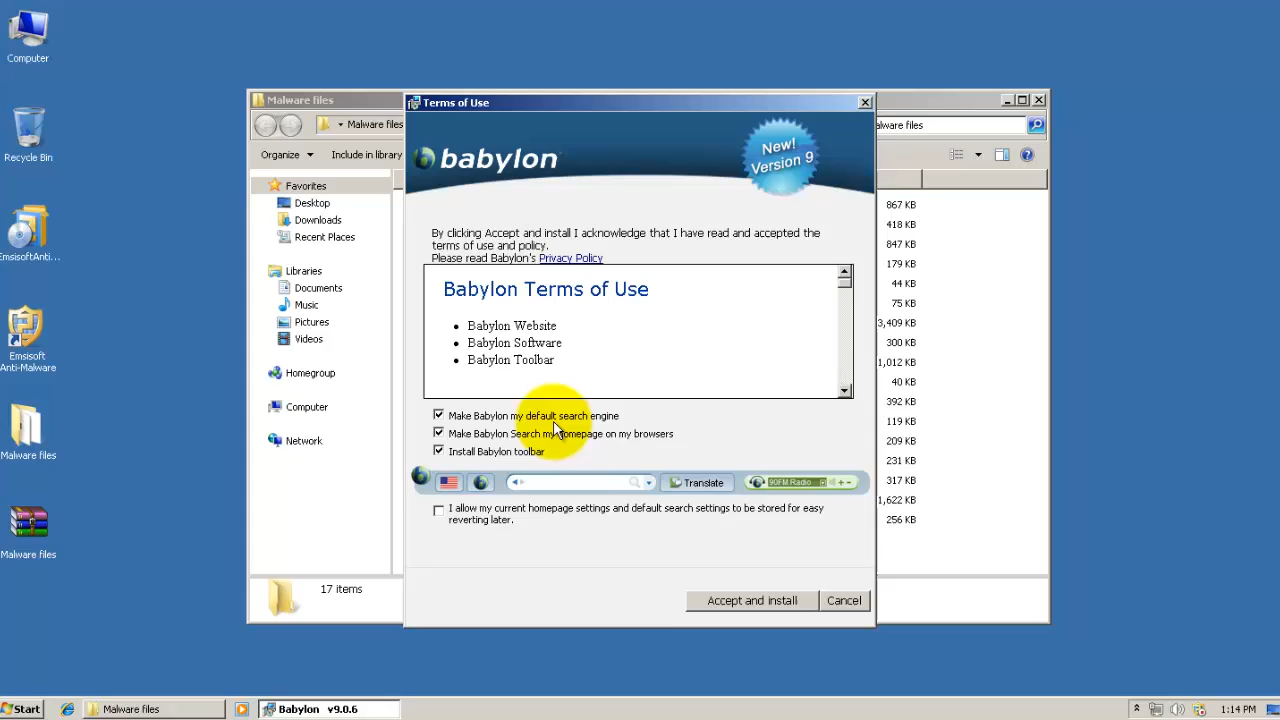 Computer
Recycle Bin
EmsisoftAnti...
Emsisoft
Anti-Malware
Malware files
Malware files
Malware files
Malware files
alware files
Organize
Include in library
Favorites
Desktop
Downloads
Recent Places
Libraries
Documents
Music
Pictures
Videos
Homegroup
Computer
Network
867 KB
418 KB
847 KB
179 KB
44 KB
75 KB
3,409 KB
300 KB
1,012 KB
40 KB
392 KB
209 KB
231 KB
317 KB
1,622 KB
256 KB
17 items
Terms of Use
babylon
New!
Version 9
By clicking Accept and install I acknowledge that I have read and accepted the
terms of use and policy.
Please read Babylon's Privacy Policy
Babylon Terms of Use
• Babylon Website
• Babylon Software
• Babylon Toolbar
Make Babylon my default search engine
Make Babylon Search my homepage on my browsers
Install Babylon toolbar
Translate
90FM Radio
I allow my current homepage settings and default search settings to be stored for easy
reverting later.
Accept and install
Cancel
Start
Malware files
Babylon v9.0.6
1:14 PM